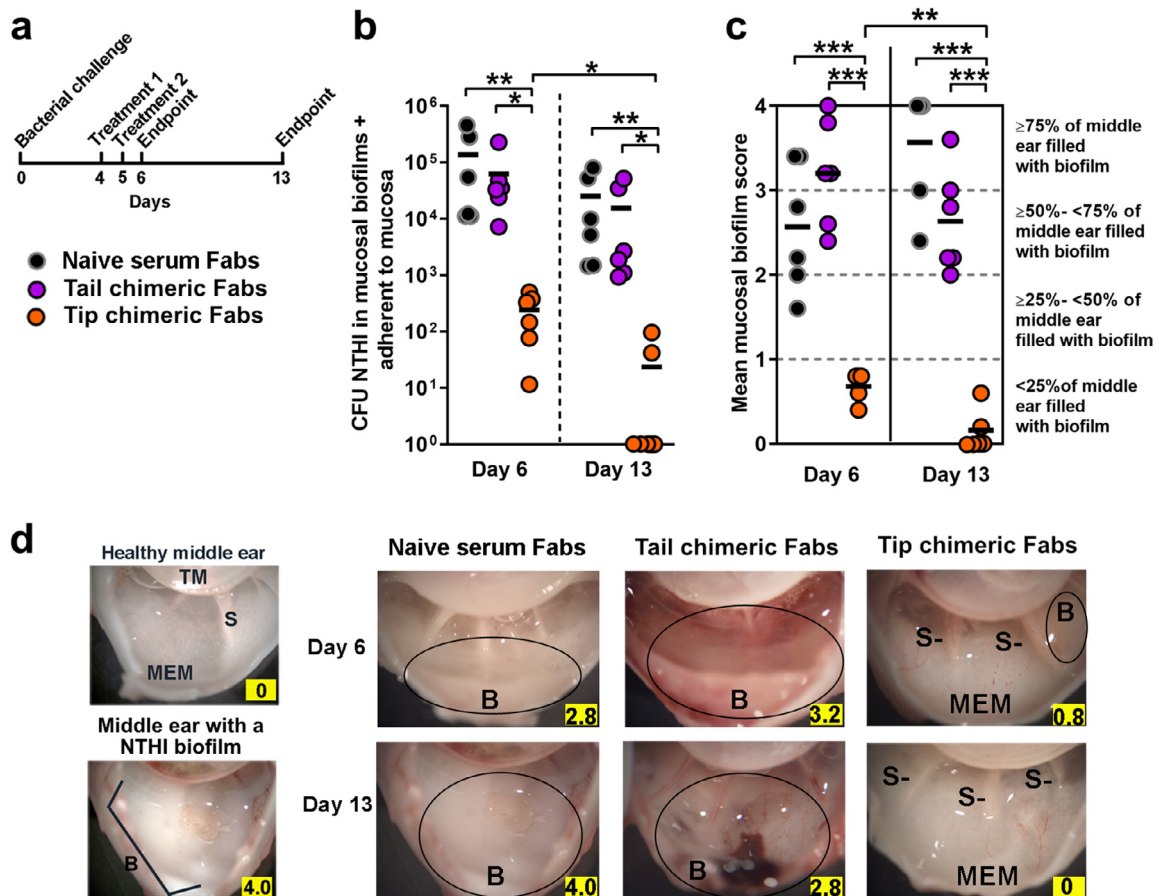 a
Bacterial challenge
Treatment 1
Treatment 2
Endpoint
Endpoint
0 4 5 6 13
Days
Naive serum Fabs
Tail chimeric Fabs
Tip chimeric Fabs
b
CFU NTHI in mucosal biofilms +
adherent to mucosa
10⁶
10⁵
10⁴
10³
10²
10¹
10⁰
** * * ** *
Day 6 Day 13
c
Mean mucosal biofilm score
4
3
2
1
0
** *** *** *** ***
Day 6 Day 13
≥75% of middle
ear filled
with biofilm
≥50%- <75% of
middle ear filled
with biofilm
≥25%- <50% of
middle ear
filled with biofilm
<25%of middle
ear filled
with biofilm
d
Healthy middle ear
TM
S
MEM
0
Middle ear with a
NTHI biofilm
B
4.0
Naive serum Fabs Tail chimeric Fabs Tip chimeric Fabs
Day 6
B
2.8
B
3.2
B
S- S-
MEM
0.8
Day 13
B
4.0
B
2.8
S- S- S-
MEM
0